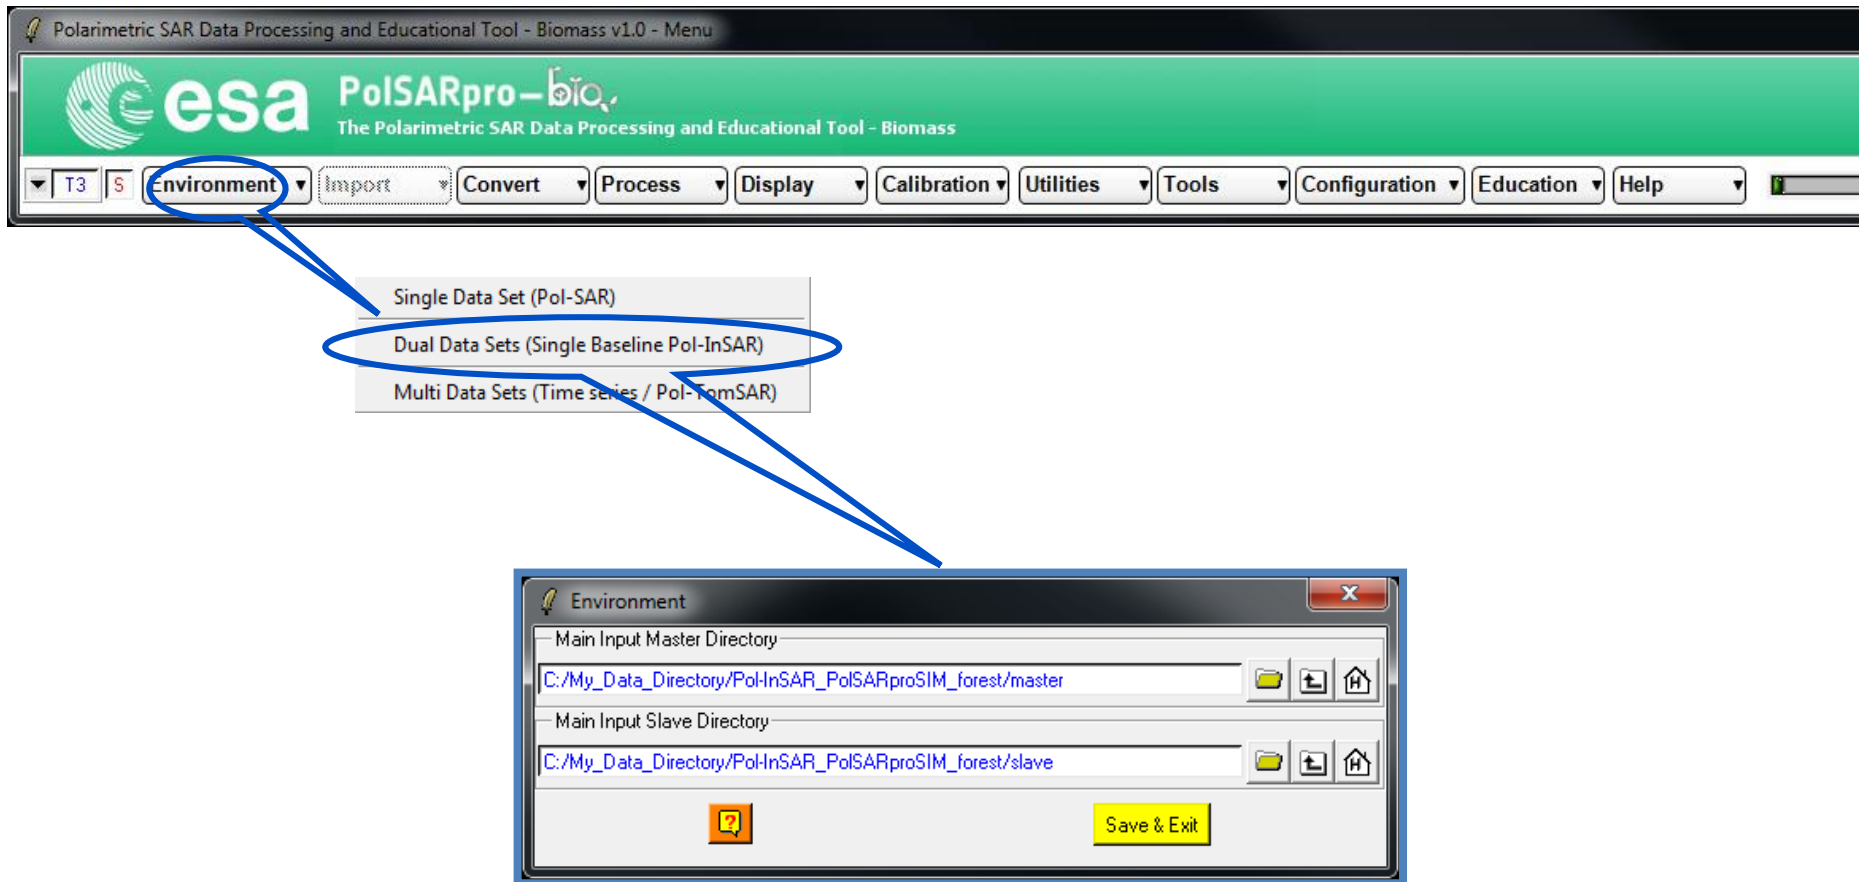 Polarimetric SAR Data Processing and Educational Tool - Biomass v1.0 - Menu
esa
PolSARpro-bio
The Polarimetric SAR Data Processing and Educational Tool - Biomass
T3 S Environment Import Convert Process Display Calibration Utilities Tools Configuration Education Help
Single Data Set (Pol-SAR)
Dual Data Sets (Single Baseline Pol-InSAR)
Multi Data Sets (Time series / Pol-TomSAR)
Environment
Main Input Master Directory
C:/My_Data_Directory/Pol-InSAR_PolSARproSIM_forest/master
Main Input Slave Directory
C:/My_Data_Directory/Pol-InSAR_PolSARproSIM_forest/slave
Save & Exit